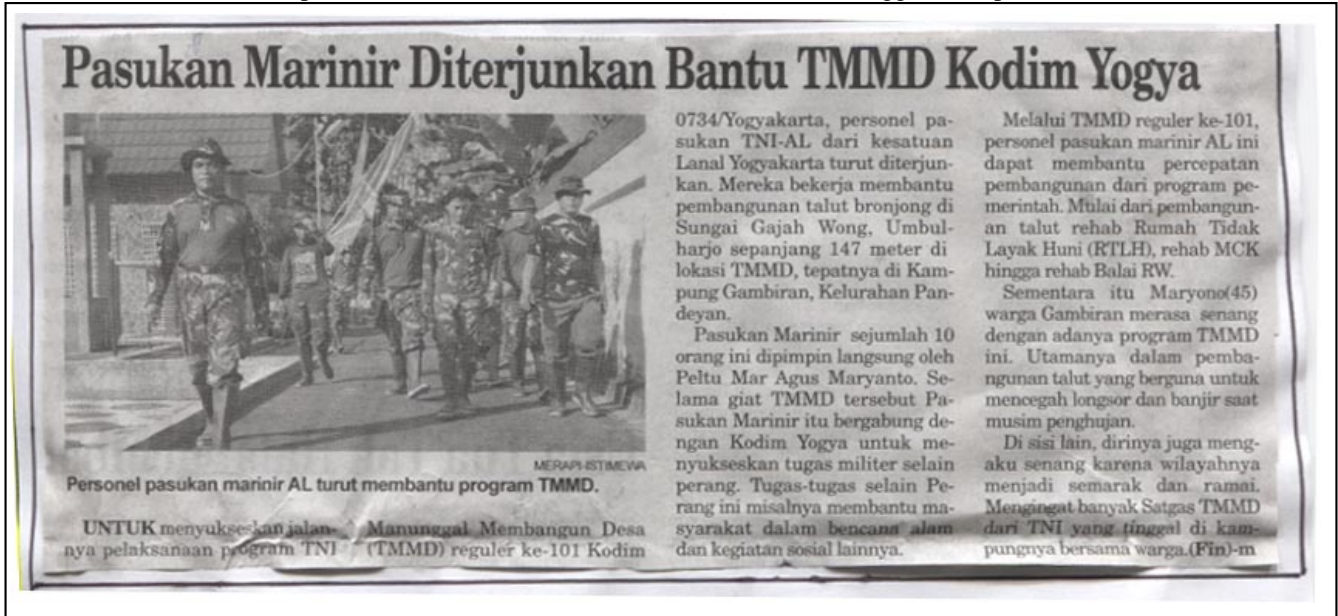 Pasukan Marinir Diterjunkan Bantu TMMD Kodim Yogya
MERAPI-ISTIMEWA
Personel pasukan marinir AL turut membantu program TMMD.
UNTUK menyukseskan jalan-
nya pelaksanaan program TNI
Manunggal Membangun Desa
(TMMD) reguler ke-101 Kodim
0734/Yogyakarta, personel pa-
sukan TNI-AL dari kesatuan
Lanal Yogyakarta turut diterjun-
kan. Mereka bekerja membantu
pembangunan talut bronjong di
Sungai Gajah Wong, Umbul-
harjo sepanjang 147 meter di
lokasi TMMD, tepatnya di Kam-
pung Gambiran, Kelurahan Pan-
deyan.
Pasukan Marinir sejumlah 10
orang ini dipimpin langsung oleh
Peltu Mar Agus Maryanto. Se-
lama giat TMMD tersebut Pa-
sukan Marinir itu bergabung de-
ngan Kodim Yogya untuk me-
nyukseskan tugas militer selain
perang. Tugas-tugas selain Pe-
rang ini misalnya membantu ma-
syarakat dalam bencana alam
dan kegiatan sosial lainnya.
Melalui TMMD reguler ke-101,
personel pasukan marinir AL ini
dapat membantu percepatan
pembangunan dari program pe-
merintah. Mulai dari pembangun-
an talut rehab Rumah Tidak
Layak Huni (RTLH), rehab MCK
hingga rehab Balai RW.
Sementara itu Maryono(45)
warga Gambiran merasa senang
dengan adanya program TMMD
ini. Utamanya dalam pemba-
ngunan talut yang berguna untuk
mencegah longsor dan banjir saat
musim penghujan.
Di sisi lain, dirinya juga meng-
aku senang karena wilayahnya
menjadi semarak dan ramai.
Mengingat banyak Satgas TMMD
dari TNI yang tinggal di kam-
pungnya bersama warga.(Fin)-m